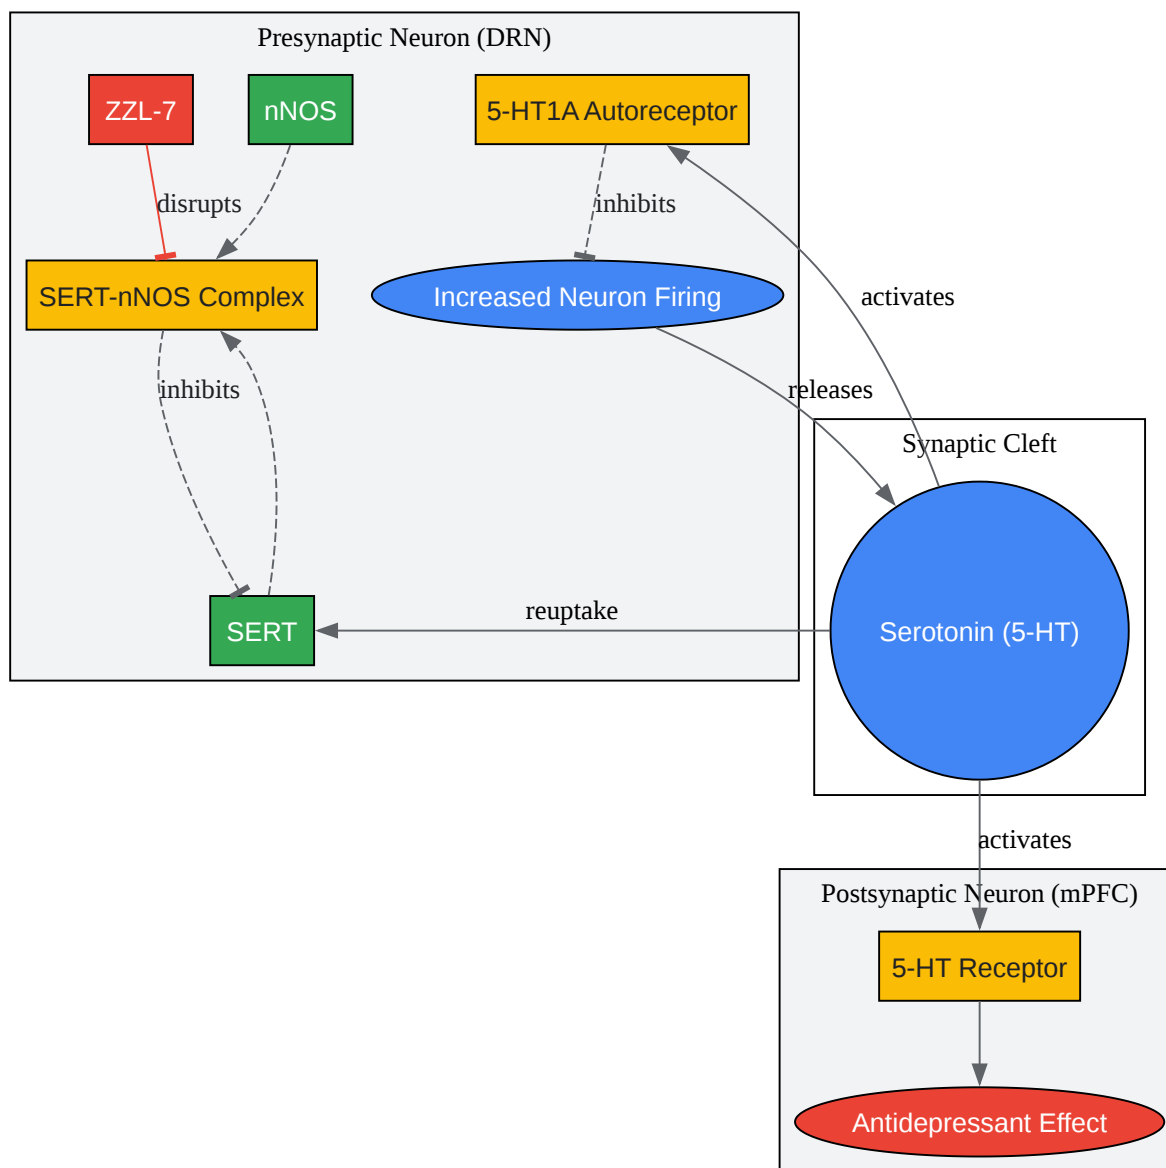 Presynaptic Neuron (DRN)
ZZL-7
nNOS
5-HT1A Autoreceptor
disrupts
inhibits
SERT-nNOS Complex
Increased Neuron Firing
activates
inhibits
releases
Synaptic Cleft
reuptake
SERT
Serotonin (5-HT)
activates
Postsynaptic Neuron (mPFC)
5-HT Receptor
Antidepressant Effect